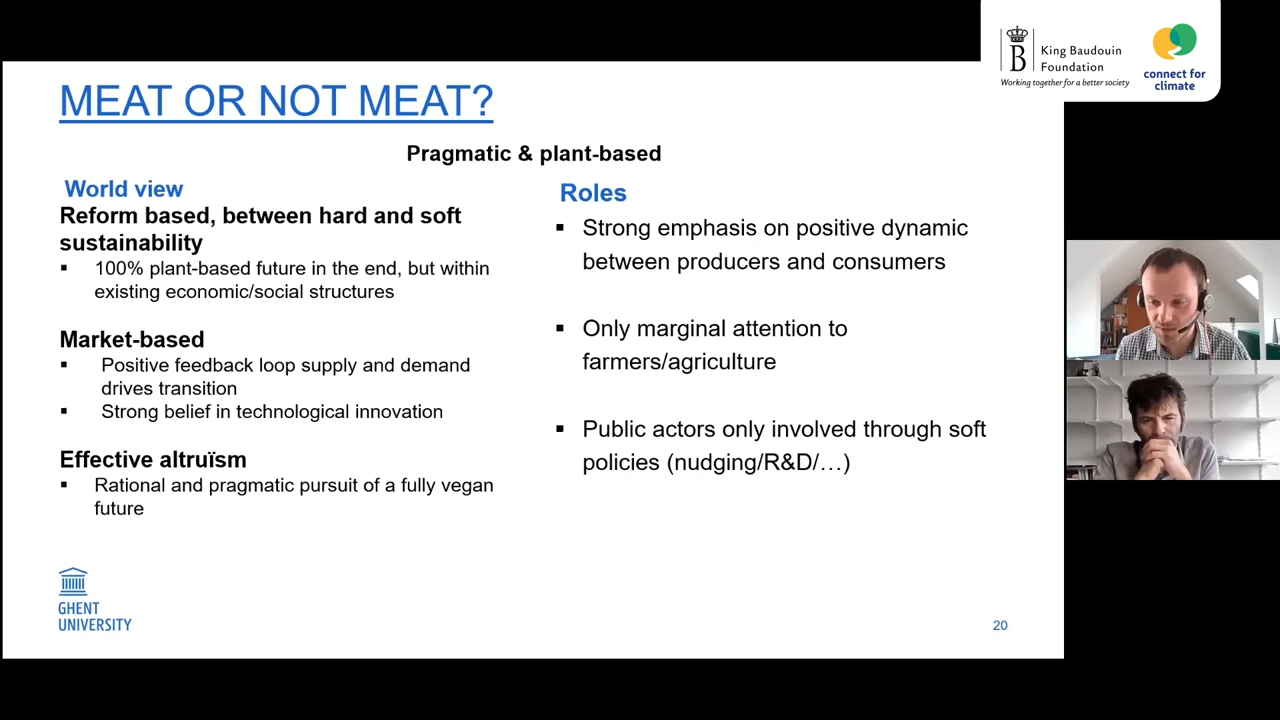 King Baudouin
Foundation
Working together for a better society
connect for
climate
B
MEAT OR NOT MEAT?
Pragmatic & plant-based
World view
Reform based, between hard and soft
sustainability
▪ 100% plant-based future in the end, but within
existing economic/social structures
Market-based
▪ Positive feedback loop supply and demand
drives transition
▪ Strong belief in technological innovation
Effective altruïsm
▪ Rational and pragmatic pursuit of a fully vegan
future
Roles
▪ Strong emphasis on positive dynamic
between producers and consumers
▪ Only marginal attention to
farmers/agriculture
▪ Public actors only involved through soft
policies (nudging/R&D/…)
GHENT
UNIVERSITY
20